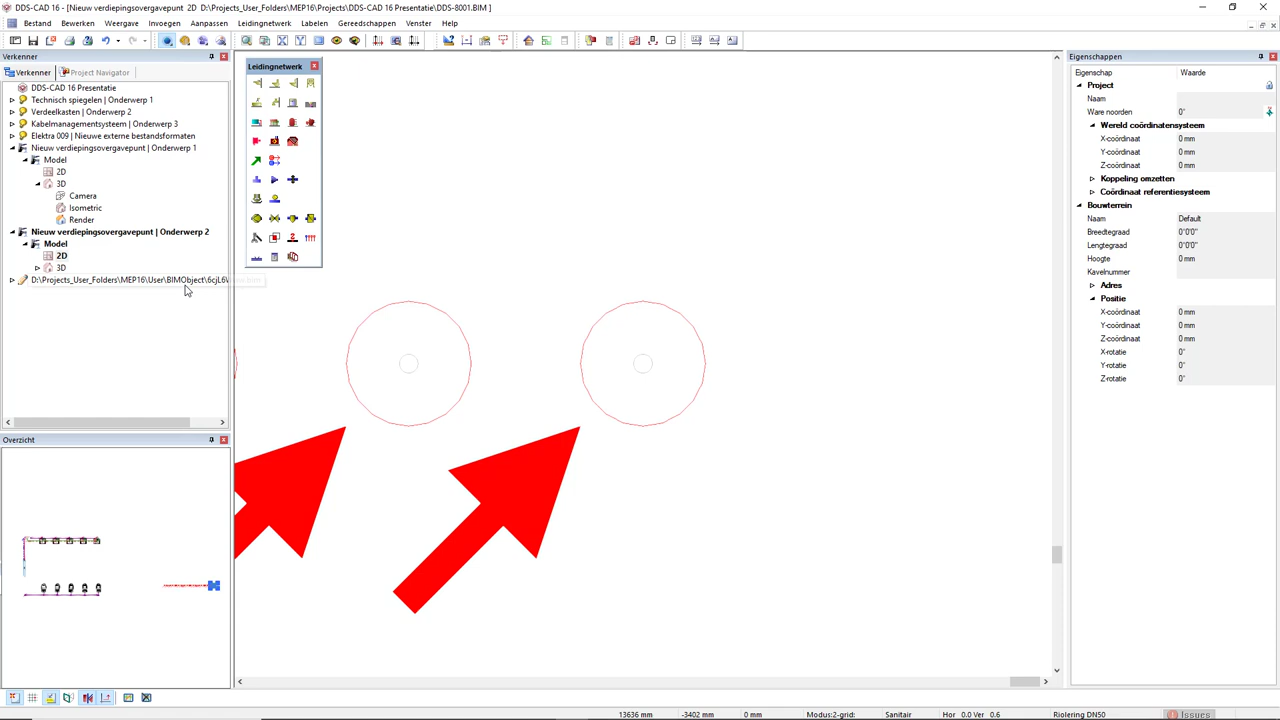 DDS-CAD 16 - [Nieuw verdiepingsovergavepunt 2D D:\Projects_User_Folders\MEP16\Projects\DDS-CAD 16 Presentatie\DDS-8001.BIM ]
Bestand Bewerken Weergave Invoegen Aanpassen Leidingnetwerk Labelen Gereedschappen Venster Help
Verkenner
Verkenner Project Navigator
DDS-CAD 16 Presentatie
Technisch spiegelen | Onderwerp 1
Verdeelkasten | Onderwerp 2
Kabelmanagementsysteem | Onderwerp 3
Elektra 009 | Nieuwe externe bestandsformaten
Nieuw verdiepingsovergavepunt | Onderwerp 1
Model
2D
3D
Camera
Isometric
Render
Nieuw verdiepingsovergavepunt | Onderwerp 2
Model
2D
3D
D:\Projects_User_Folders\MEP16\User\BIMObject\6cjL6
Overzicht
Leidingnetwerk
Eigenschappen
Eigenschap Waarde
Project
Naam
Ware noorden 0°
Wereld coördinatensysteem
X-coördinaat 0 mm
Y-coördinaat 0 mm
Z-coördinaat 0 mm
Koppeling omzetten
Coördinaat referentiesysteem
Bouwterrein
Naam Default
Breedtegraad 0°0'0"
Lengtegraad 0°0'0"
Hoogte 0 mm
Kavelnummer
Adres
Positie
X-coördinaat 0 mm
Y-coördinaat 0 mm
Z-coördinaat 0 mm
X-rotatie 0°
Y-rotatie 0°
Z-rotatie 0°
13636 mm -3402 mm 0 mm Modus:2-grid: Sanitair Hor 0.0 Ver 0.6 Riolering DN50 Issues